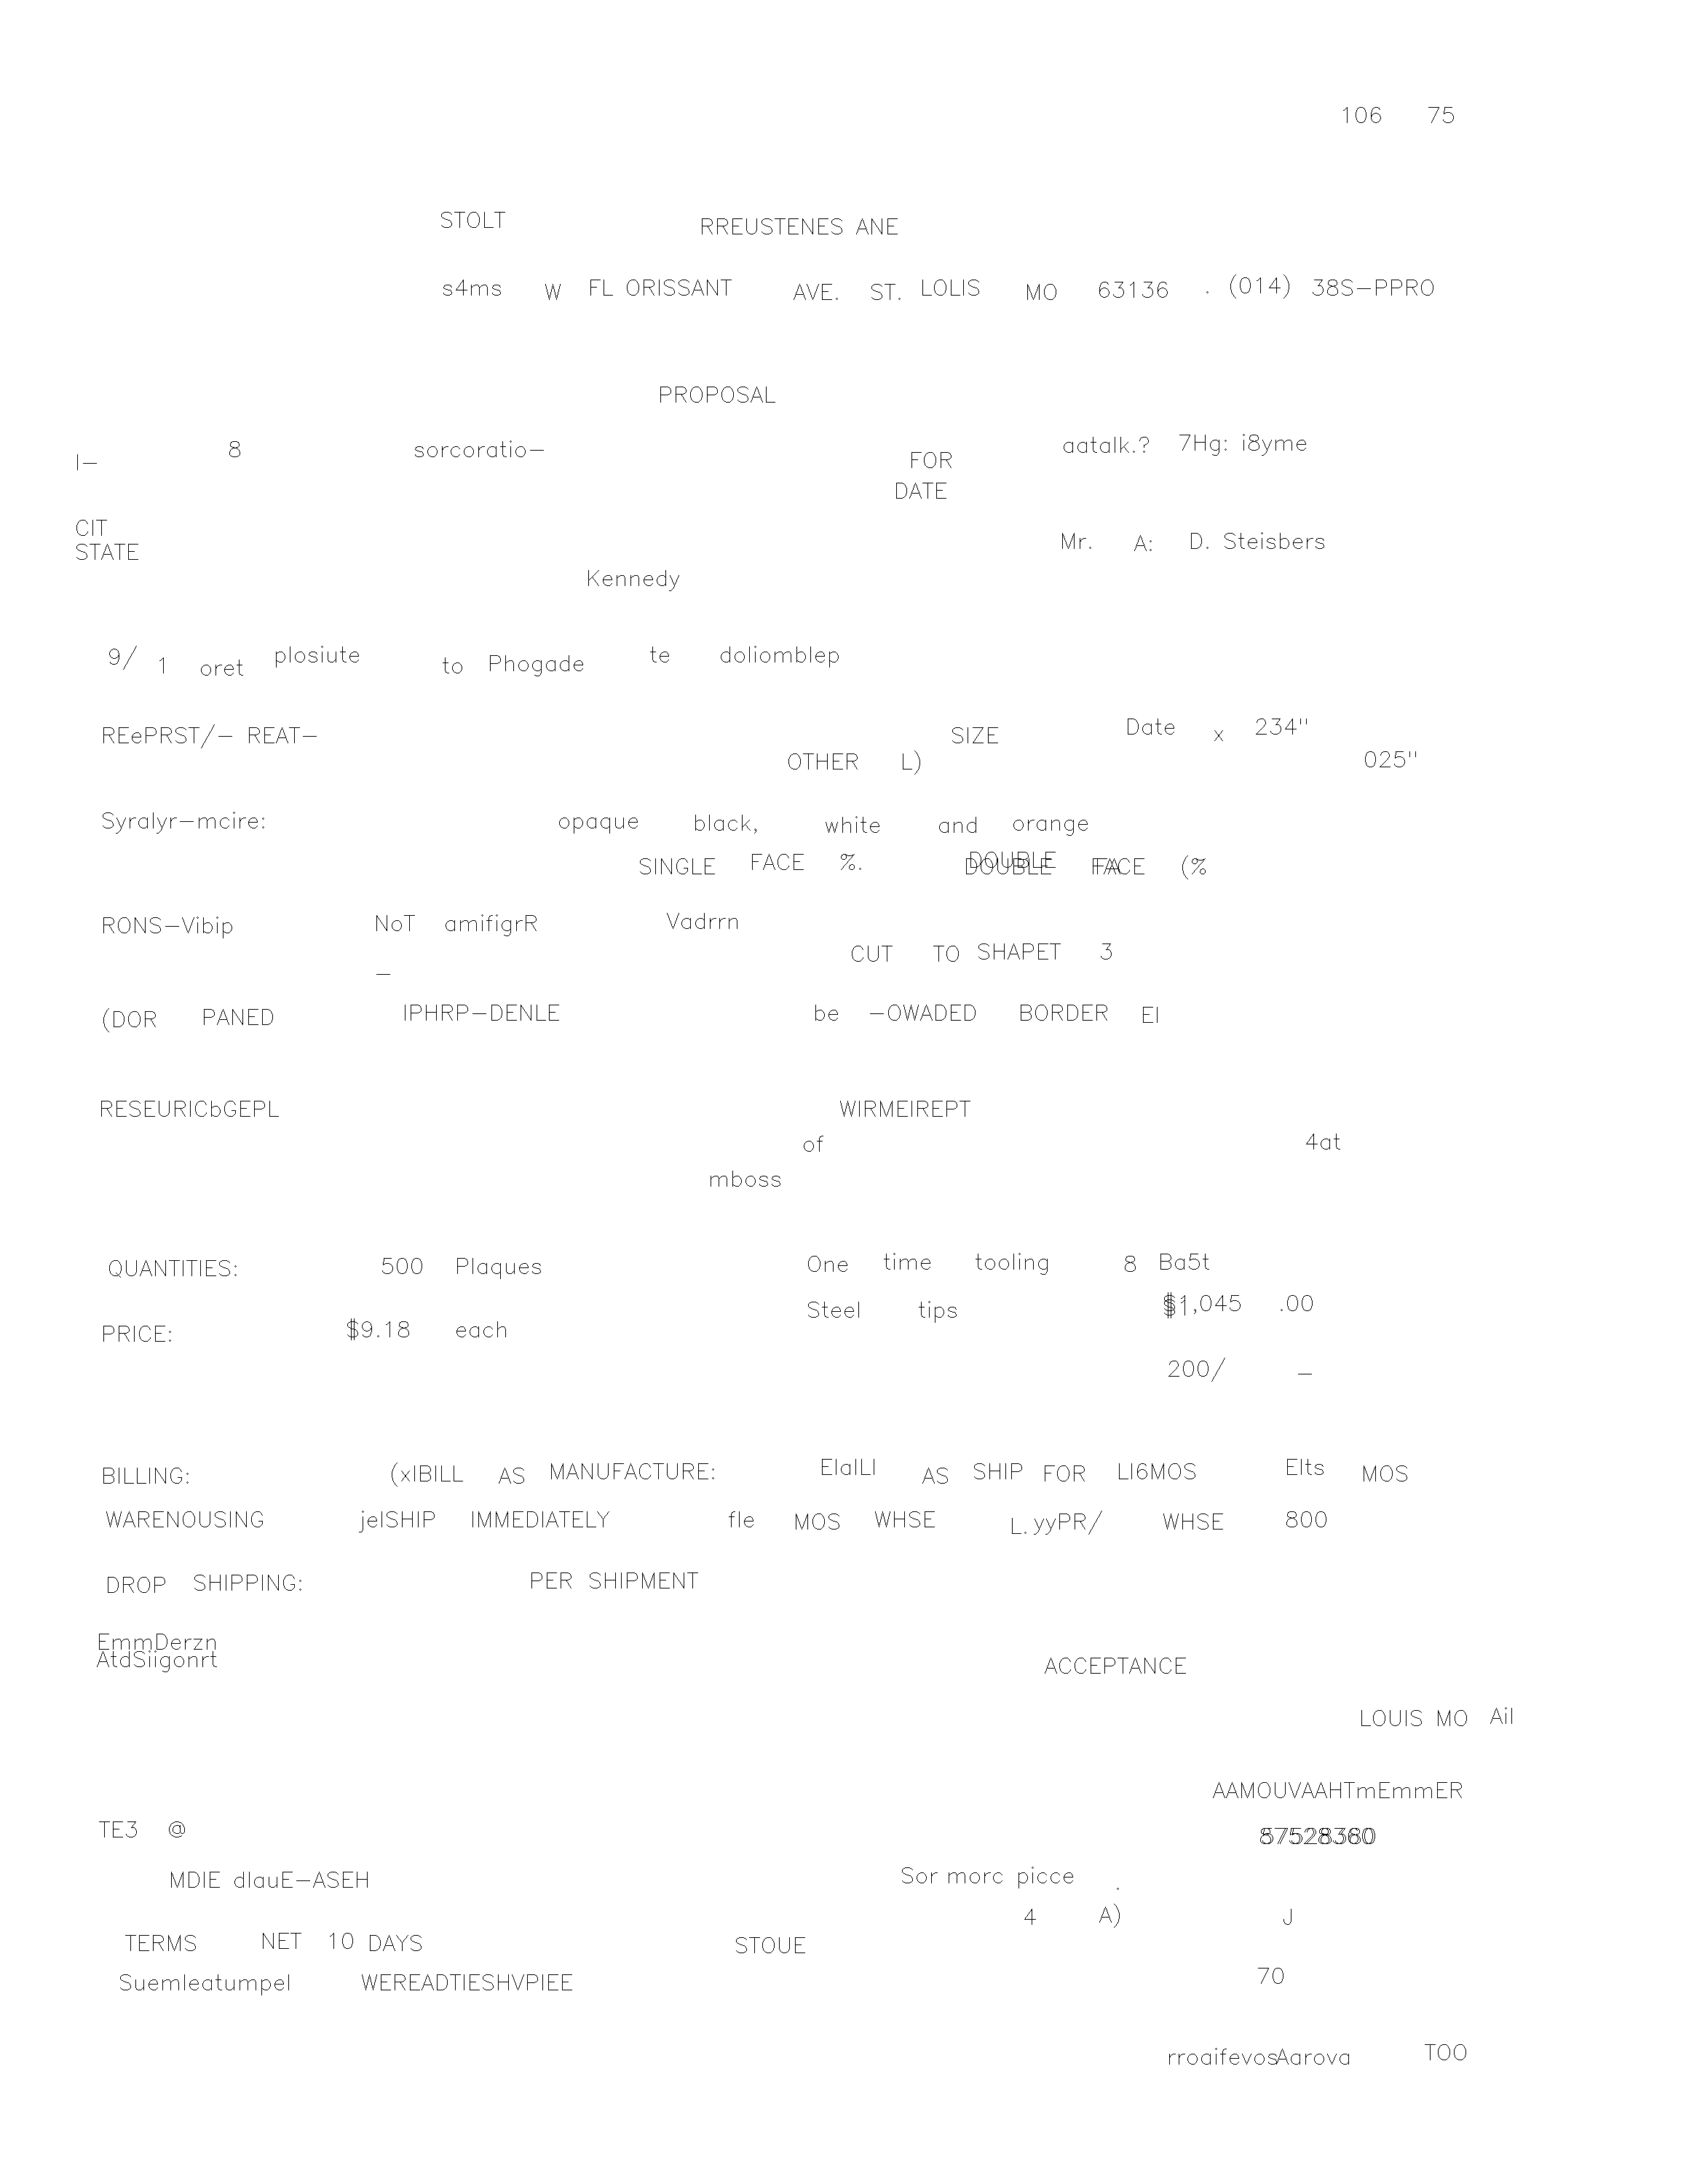 106 75
STOLT RREUSTENES ANE
s4ms W FL ORISSANT AVE. ST. LOLIS MO 63136 . (014) 38S-PPRO
PROPOSAL
I- 8 sorcoratio- FOR aatalk.? 7Hg: i8yme
DATE
CIT
STATE Mr. A: D. Steisbers
Kennedy
9/ 1 oret plosiute to Phogade te doliomblep
REePRST/- REAT- SIZE Date x 234"
OTHER L) 025"
Syralyr-mcire: opaque black, white and orange
SINGLE FACE %. DOUBLE FACE (%
RONS-Vibip NoT amifigrR Vadrrn
CUT TO SHAPET 3
-
(DOR PANED IPHRP-DENLE be -OWADED BORDER EI
RESEURICbGEPL WIRMEIREPT
of 4at
mboss
QUANTITIES: 500 Plaques One time tooling 8 Ba5t
Steel tips $1,045 .00
PRICE: $9.18 each
200/ -
BILLING: (xIBILL AS MANUFACTURE: ElalLI AS SHIP FOR LI6MOS Elts MOS
WARENOUSING jeISHIP IMMEDIATELY fle MOS WHSE L.yyPR/ WHSE 800
DROP SHIPPING: PER SHIPMENT
EmmDerzn
AtdSiigonrt ACCEPTANCE
LOUIS MO Ail
AAMOUVAAHTmEmmER
TE3 @
MDIE dlauE-ASEH Sor morc picce .
4 A) J
TERMS NET 10 DAYS STOUE
Suemleatumpel WEREADTIESHVPIEE 70
rroaifevosAarova TOO